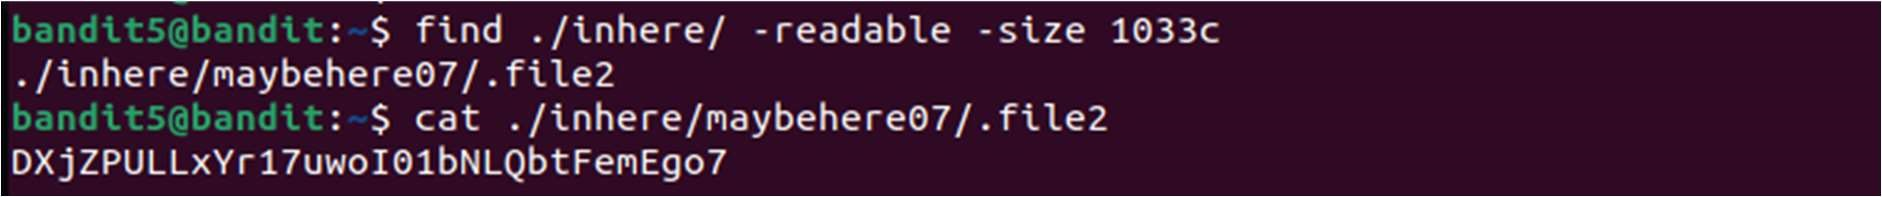 bandit5@bandit:~$ find ./inhere/ -readable -size 1033c
./inhere/maybehere07/.file2
bandit5@bandit:~$ cat ./inhere/maybehere07/.file2
DXjZPULLxYr17uwoI01bNLQbtFemEgo7